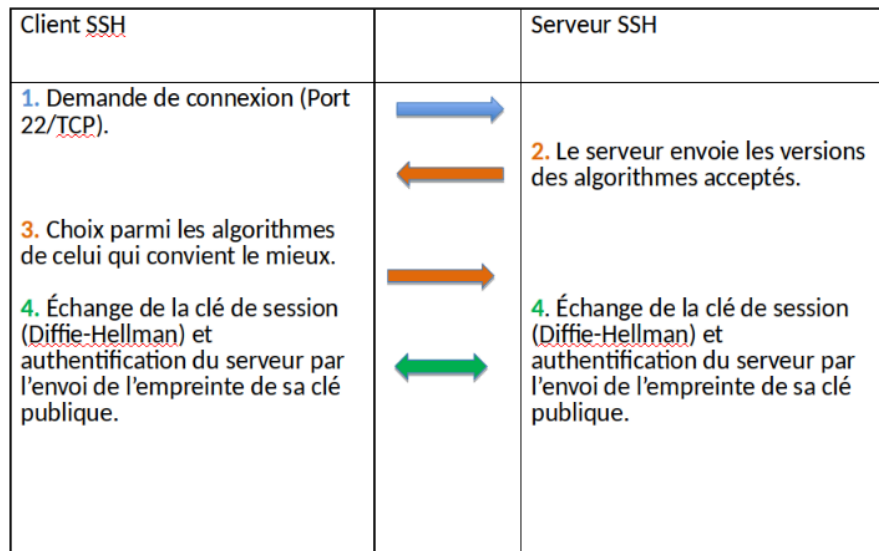 Client SSH
Serveur SSH
1. Demande de connexion (Port
22/TCP).
2. Le serveur envoie les versions
des algorithmes acceptés.
3. Choix parmi les algorithmes
de celui qui convient le mieux.
4. Échange de la clé de session
(Diffie-Hellman) et
authentification du serveur par
l'envoi de l'empreinte de sa clé
publique.
4. Échange de la clé de session
(Diffie-Hellman) et
authentification du serveur par
l'envoi de l'empreinte de sa clé
publique.